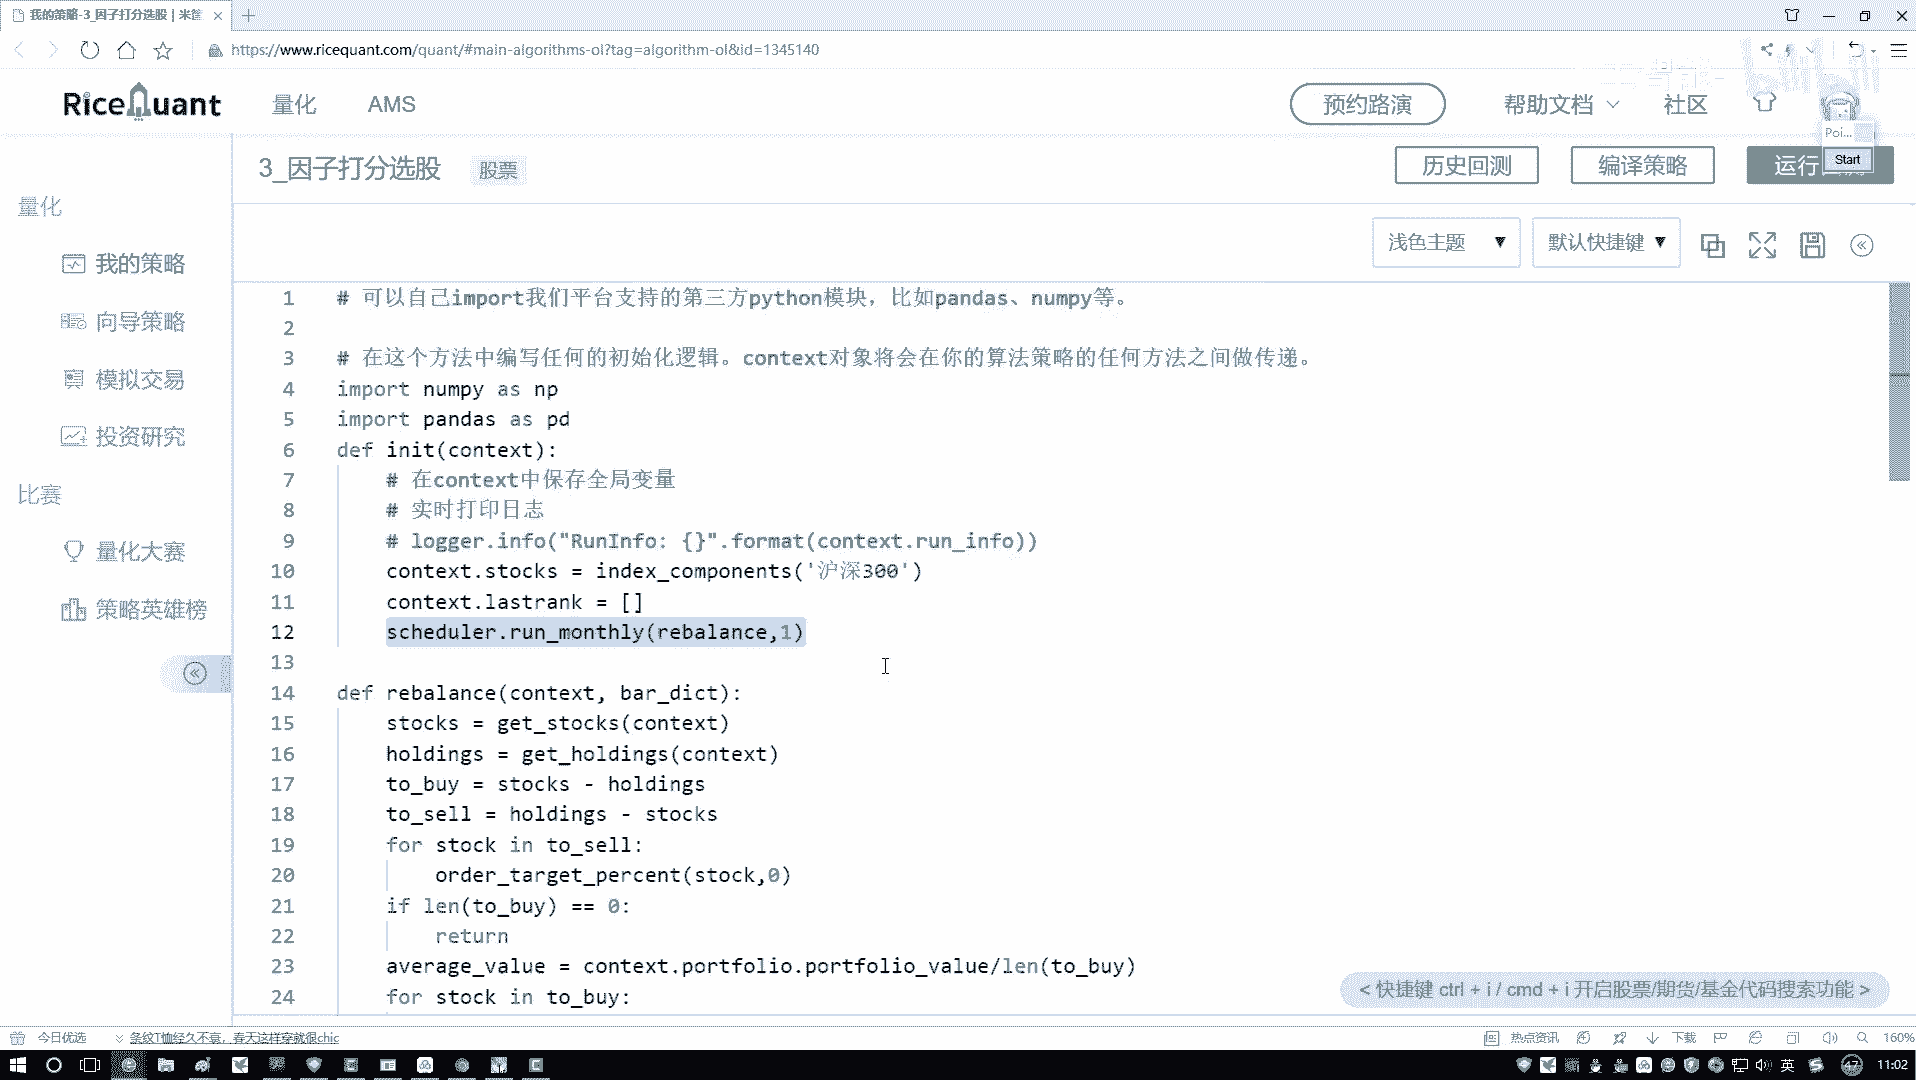 我的策略-3_因子打分选股 | 米筐
https://www.ricequant.com/quant/#main-algorithms-ol?tag=algorithm-ol&id=1345140
RiceQuant
量化
AMS
预约路演
帮助文档
社区
Poi...
Start
3_因子打分选股
股票
历史回测
编译策略
运行
量化
我的策略
向导策略
模拟交易
投资研究
比赛
量化大赛
策略英雄榜
浅色主题
默认快捷键
1 # 可以自己import我们平台支持的第三方python模块，比如pandas、numpy等。
2
3 # 在这个方法中编写任何的初始化逻辑。context对象将会在你的算法策略的任何方法之间做传递。
4 import numpy as np
5 import pandas as pd
6 def init(context):
7 # 在context中保存全局变量
8 # 实时打印日志
9 # logger.info("RunInfo: {}".format(context.run_info))
10 context.stocks = index_components('沪深300')
11 context.lastrank = []
12 scheduler.run_monthly(rebalance,1)
13
14 def rebalance(context, bar_dict):
15 stocks = get_stocks(context)
16 holdings = get_holdings(context)
17 to_buy = stocks - holdings
18 to_sell = holdings - stocks
19 for stock in to_sell:
20 order_target_percent(stock,0)
21 if len(to_buy) == 0:
22 return
23 average_value = context.portfolio.portfolio_value/len(to_buy)
24 for stock in to_buy:
< 快捷键 ctrl + i / cmd + i 开启股票/期货/基金代码搜索功能 >
今日优选
条纹T恤经久不衰，春天这样穿就很chic
热点资讯
下载
160%
英
47
11:02